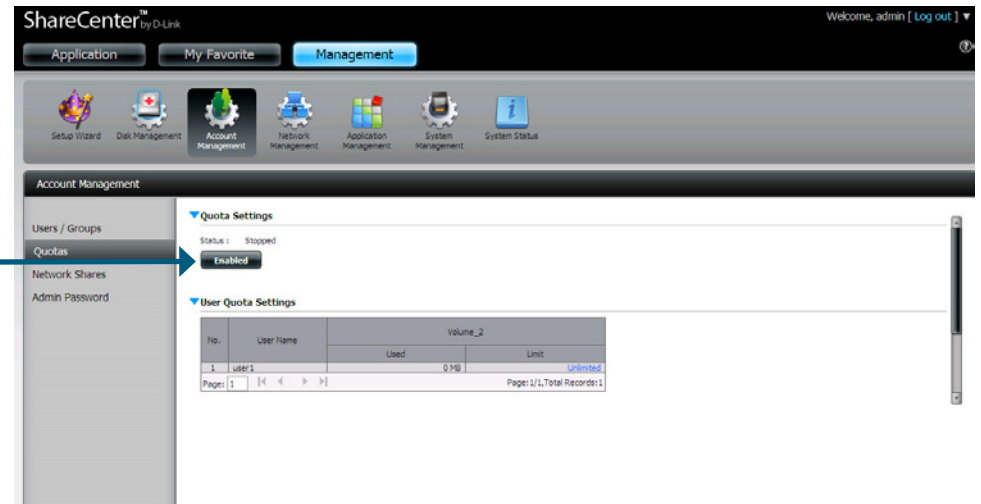 ShareCenter™ by D-Link
Welcome, admin [ Log out ] ▼
Application My Favorite Management
?
Setup Wizard Disk Management Account Management Network Management Application Management System Management System Status
Account Management
Users / Groups
Quotas
Network Shares
Admin Password
Quota Settings
Status : Stopped
Enabled
User Quota Settings
No. User Name Volume_2
Used Limit
1 user1 0 MB Unlimited
Page: 1 Page:1/1,Total Records:1